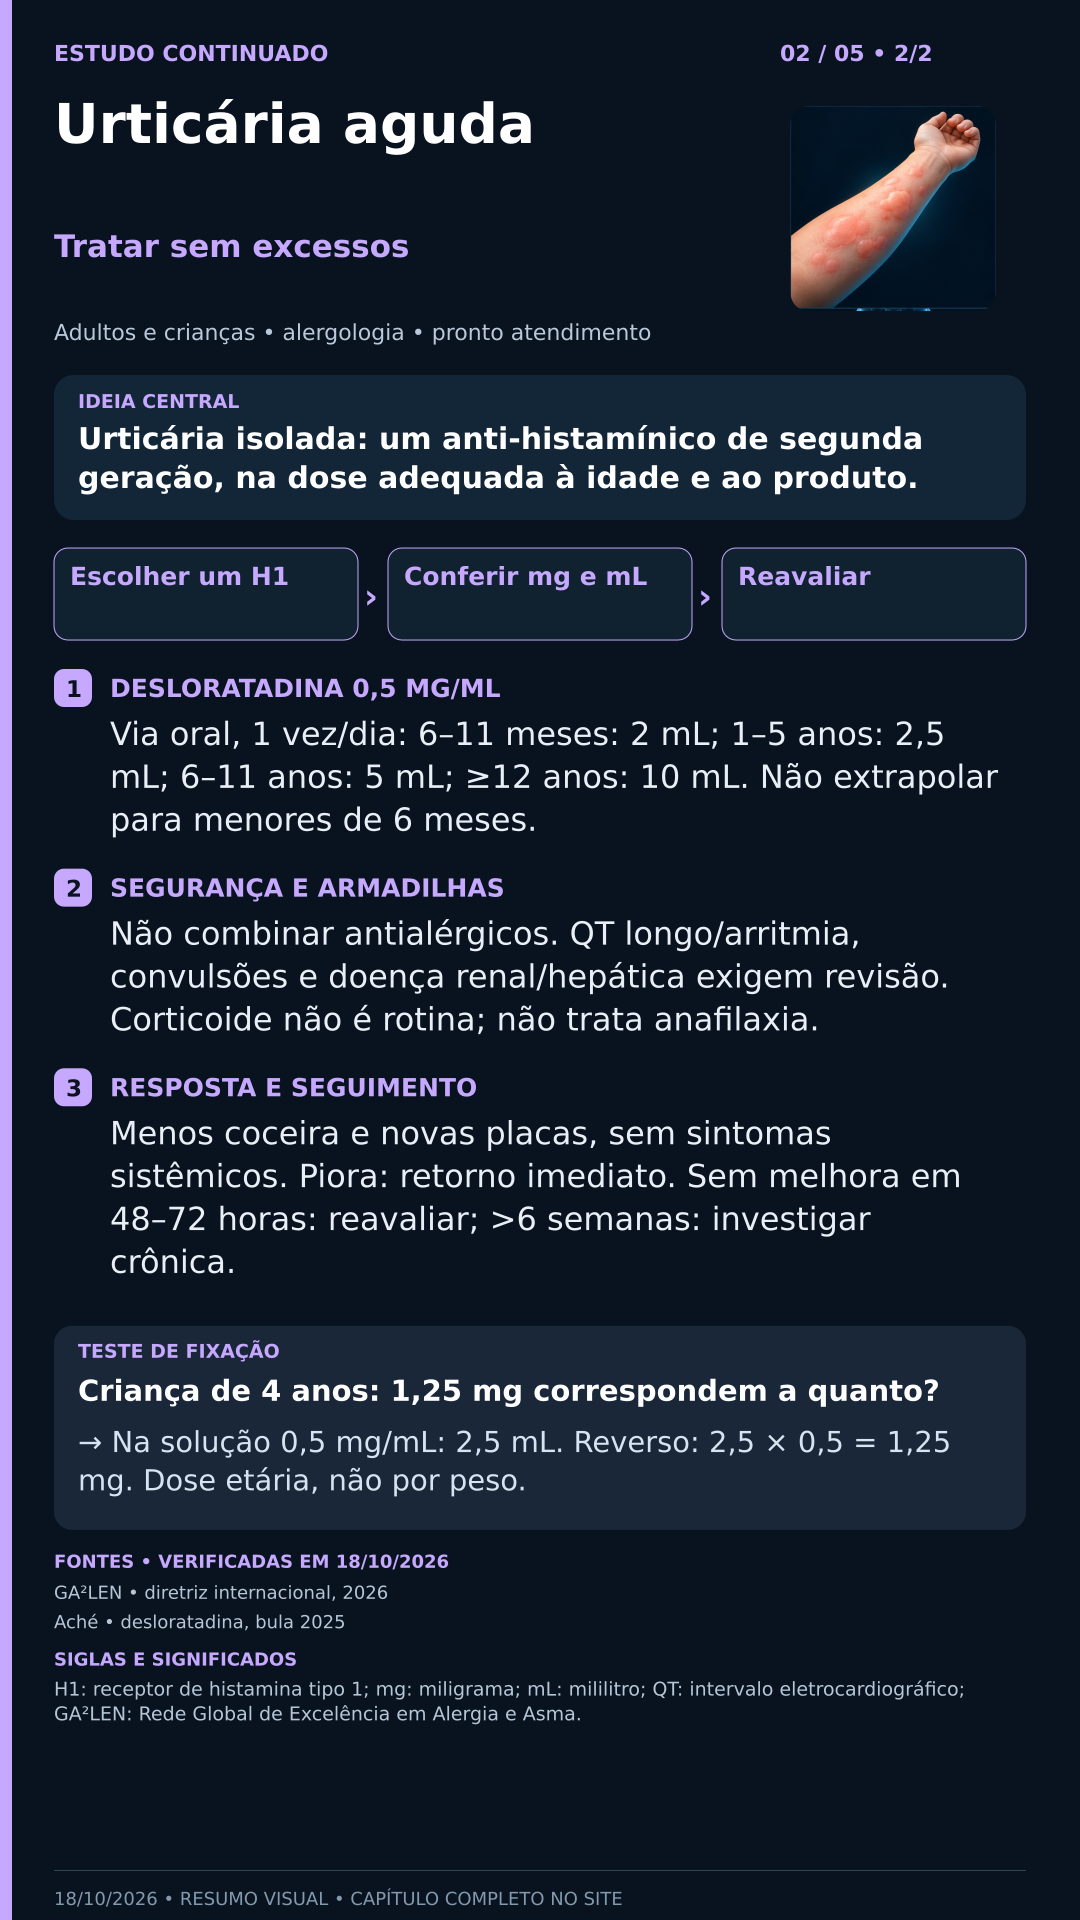 ESTUDO CONTINUADO
02 / 05 • 2/2
Urticária aguda
Tratar sem excessos
Adultos e crianças • alergologia • pronto atendimento
IDEIA CENTRAL
Urticária isolada: um anti-histamínico de segunda
geração, na dose adequada à idade e ao produto.
Escolher um H1
›
Conferir mg e mL
›
Reavaliar
1 DESLORATADINA 0,5 MG/ML
Via oral, 1 vez/dia: 6–11 meses: 2 mL; 1–5 anos: 2,5
mL; 6–11 anos: 5 mL; ≥12 anos: 10 mL. Não extrapolar
para menores de 6 meses.
2 SEGURANÇA E ARMADILHAS
Não combinar antialérgicos. QT longo/arritmia,
convulsões e doença renal/hepática exigem revisão.
Corticoide não é rotina; não trata anafilaxia.
3 RESPOSTA E SEGUIMENTO
Menos coceira e novas placas, sem sintomas
sistêmicos. Piora: retorno imediato. Sem melhora em
48–72 horas: reavaliar; >6 semanas: investigar
crônica.
TESTE DE FIXAÇÃO
Criança de 4 anos: 1,25 mg correspondem a quanto?
→ Na solução 0,5 mg/mL: 2,5 mL. Reverso: 2,5 × 0,5 = 1,25
mg. Dose etária, não por peso.
FONTES • VERIFICADAS EM 18/10/2026
GA²LEN • diretriz internacional, 2026
Aché • desloratadina, bula 2025
SIGLAS E SIGNIFICADOS
H1: receptor de histamina tipo 1; mg: miligrama; mL: mililitro; QT: intervalo eletrocardiográfico;
GA²LEN: Rede Global de Excelência em Alergia e Asma.
18/10/2026 • RESUMO VISUAL • CAPÍTULO COMPLETO NO SITE